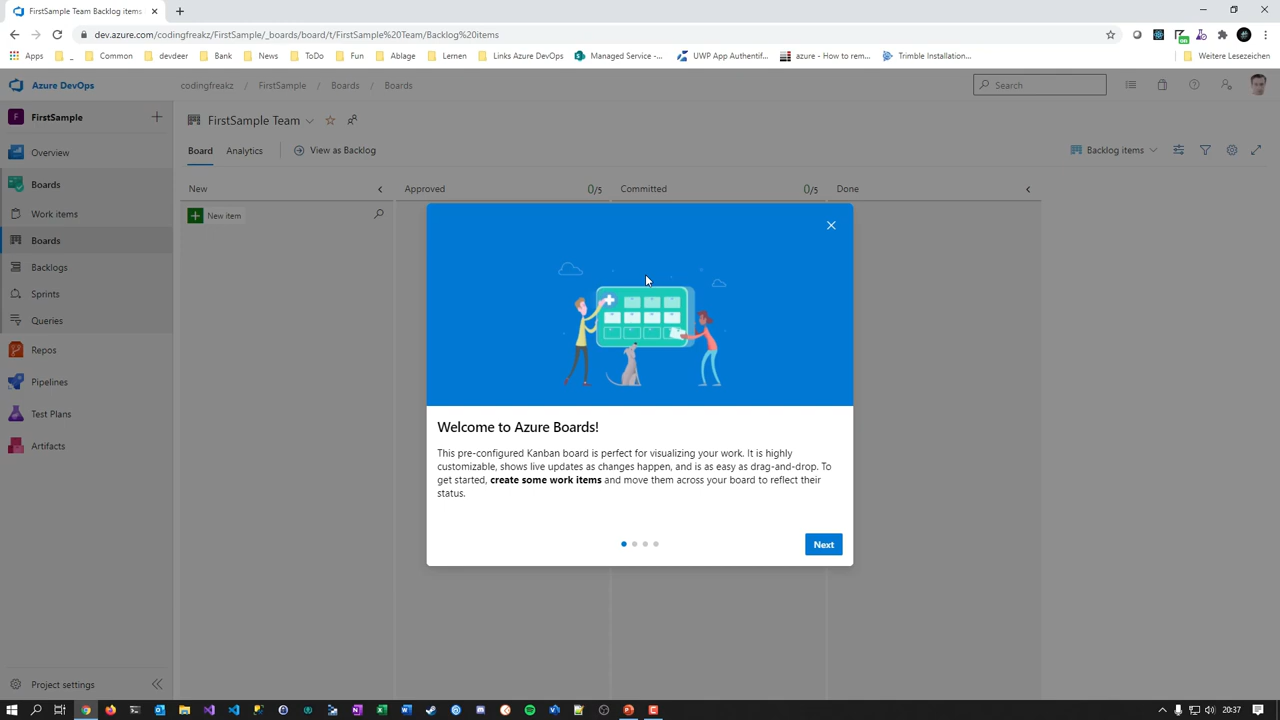 FirstSample Team Backlog items
dev.azure.com/codingfreakz/FirstSample/_boards/board/t/FirstSample%20Team/Backlog%20items
Apps
_
Common
devdeer
Bank
News
ToDo
Fun
Ablage
Lernen
Links Azure DevOps
Managed Service -...
UWP App Authentif...
azure - How to rem...
Trimble Installation...
Weitere Lesezeichen
Azure DevOps
codingfreakz / FirstSample / Boards / Boards
Search
F FirstSample
FirstSample Team
Overview
Board
Analytics
View as Backlog
Backlog items
Boards
New
Approved 0/5
Committed 0/5
Done
Work items
New item
Boards
Backlogs
Sprints
Queries
Repos
Pipelines
Test Plans
Artifacts
Welcome to Azure Boards!
This pre-configured Kanban board is perfect for visualizing your work. It is highly
customizable, shows live updates as changes happen, and is as easy as drag-and-drop. To
get started, create some work items and move them across your board to reflect their
status.
Next
Project settings
20:37